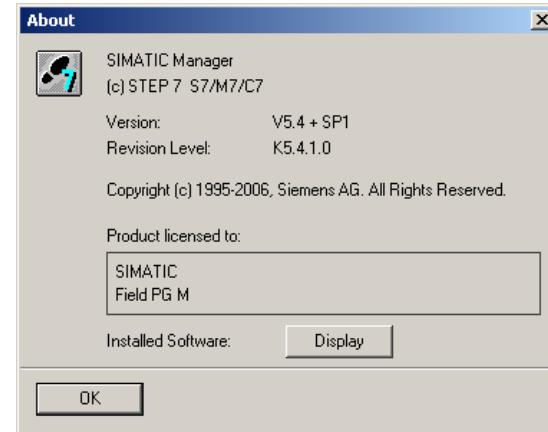 About
SIMATIC Manager
(c) STEP 7 S7/M7/C7
Version: V5.4 + SP1
Revision Level: K5.4.1.0
Copyright (c) 1995-2006, Siemens AG. All Rights Reserved.
Product licensed to:
SIMATIC
Field PG M
Installed Software: Display
OK